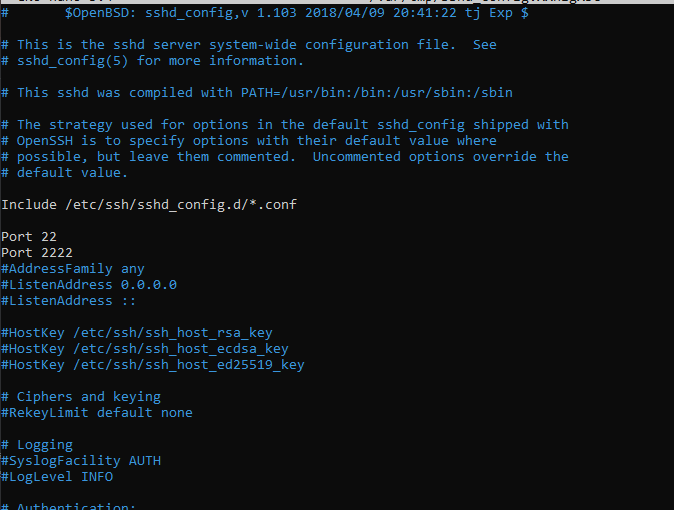 #       $OpenBSD: sshd_config,v 1.103 2018/04/09 20:41:22 tj Exp $
# This is the sshd server system-wide configuration file.  See
# sshd_config(5) for more information.
# This sshd was compiled with PATH=/usr/bin:/bin:/usr/sbin:/sbin
# The strategy used for options in the default sshd_config shipped with
# OpenSSH is to specify options with their default value where
# possible, but leave them commented.  Uncommented options override the
# default value.
Include /etc/ssh/sshd_config.d/*.conf
Port 22
Port 2222
#AddressFamily any
#ListenAddress 0.0.0.0
#ListenAddress ::
#HostKey /etc/ssh/ssh_host_rsa_key
#HostKey /etc/ssh/ssh_host_ecdsa_key
#HostKey /etc/ssh/ssh_host_ed25519_key
# Ciphers and keying
#RekeyLimit default none
# Logging
#SyslogFacility AUTH
#LogLevel INFO
# Authentication: